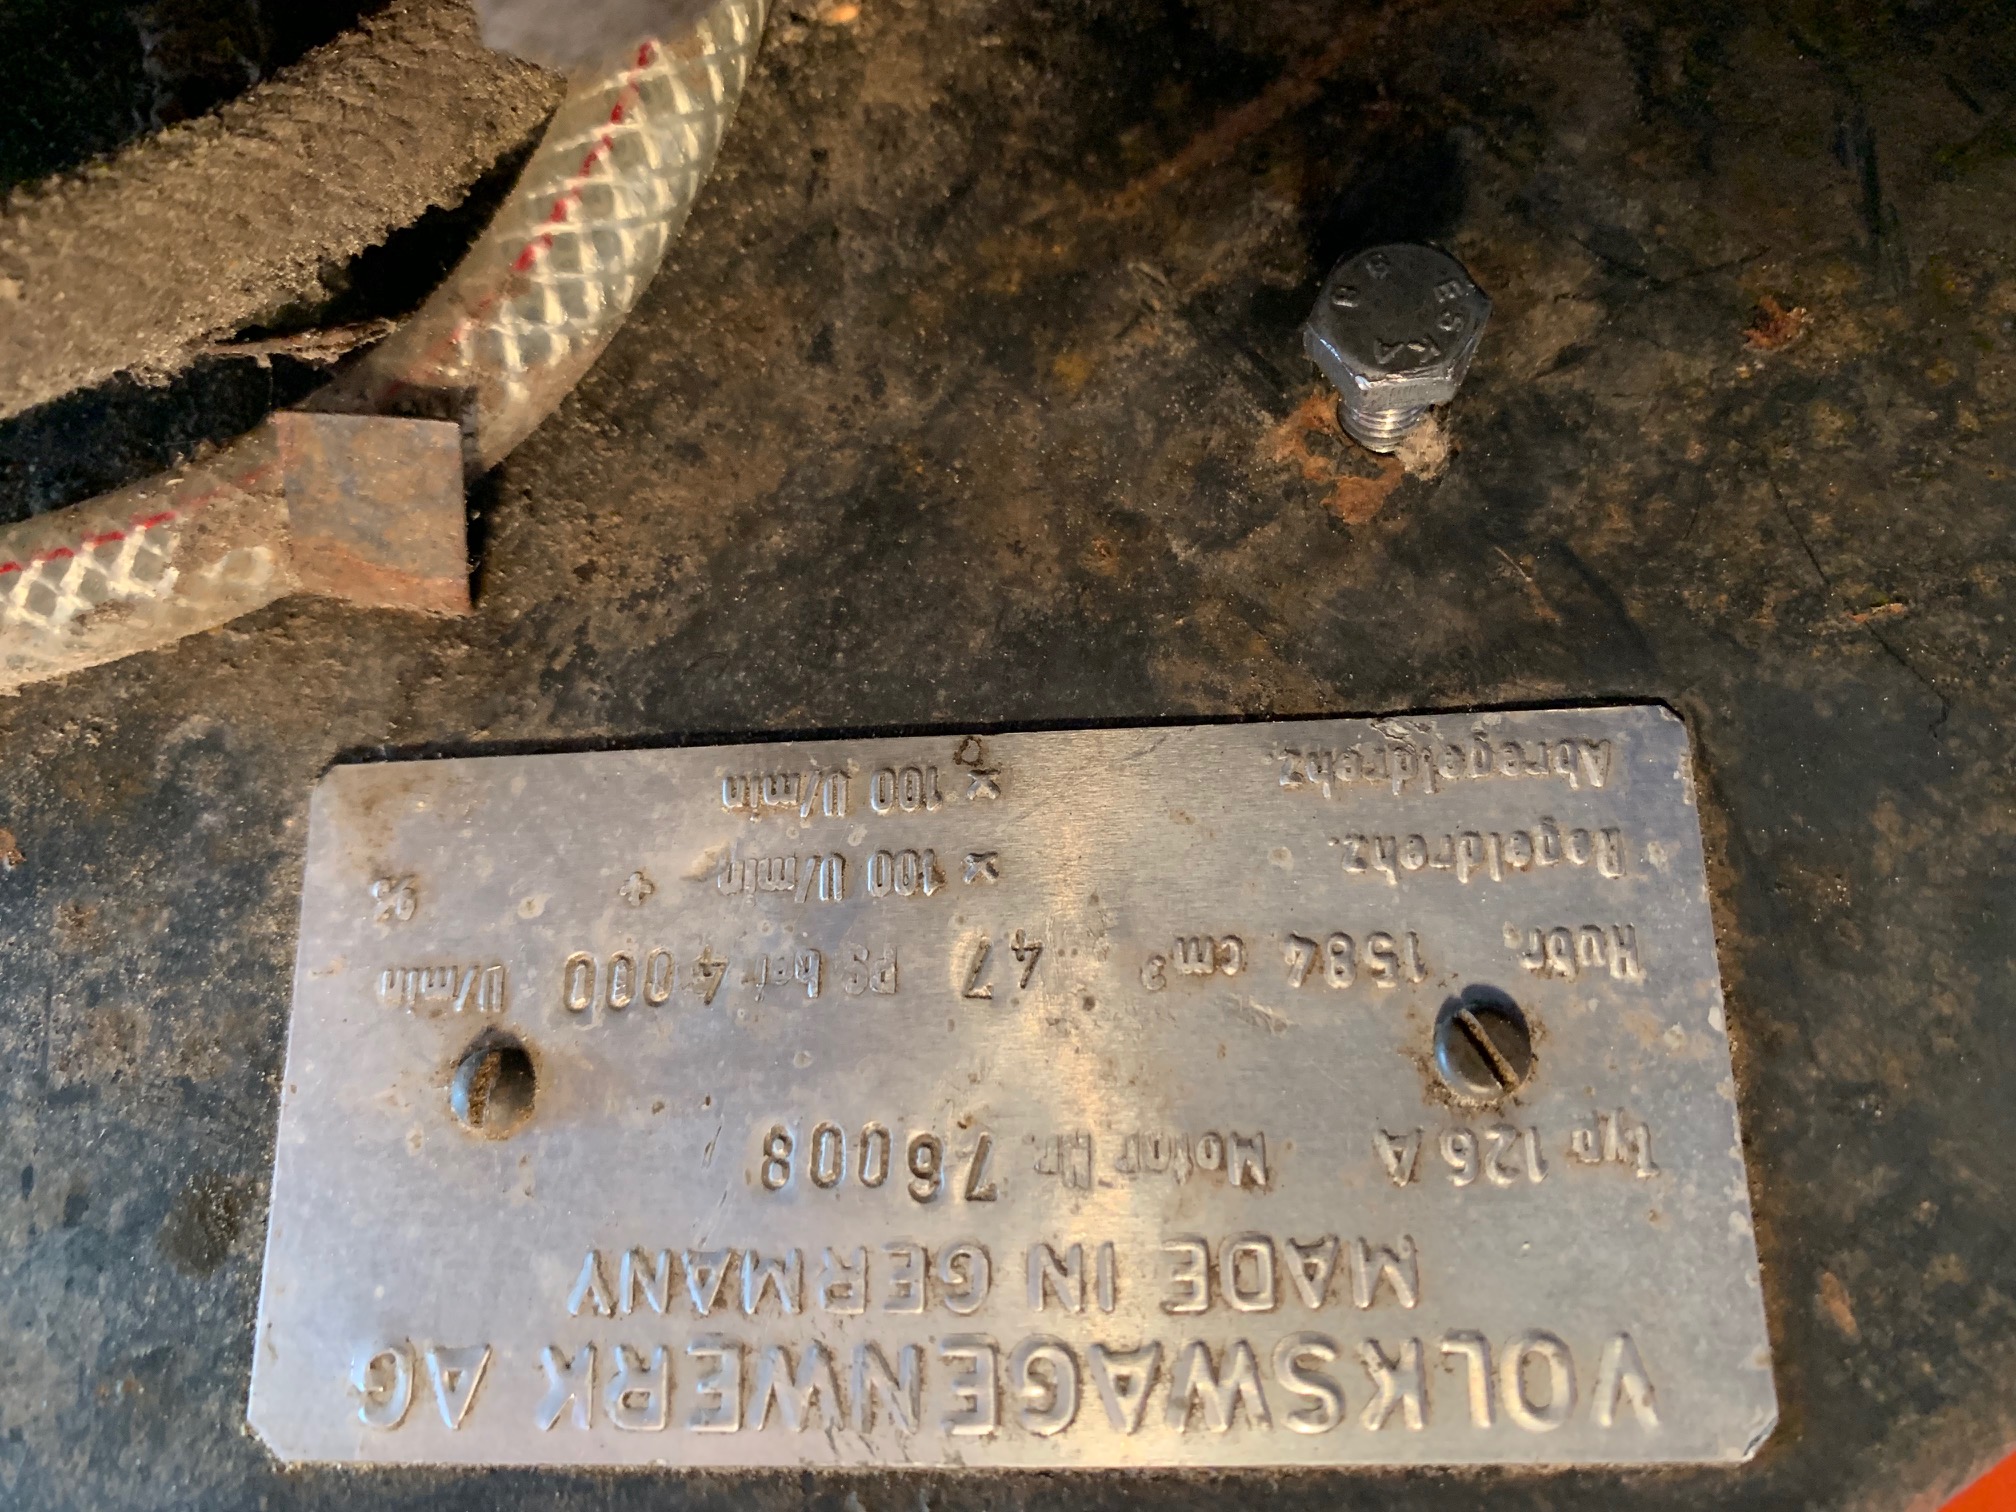 VOLKSWAGENWERK AG
MADE IN GERMANY
Typ 126 A Motor Nr. 76008
Hubr. 1584 cm³ 47 PS bei 4000 U/min
Regeldrehz. x 100 U/min +
Abregeldrehz. x 100 U/min